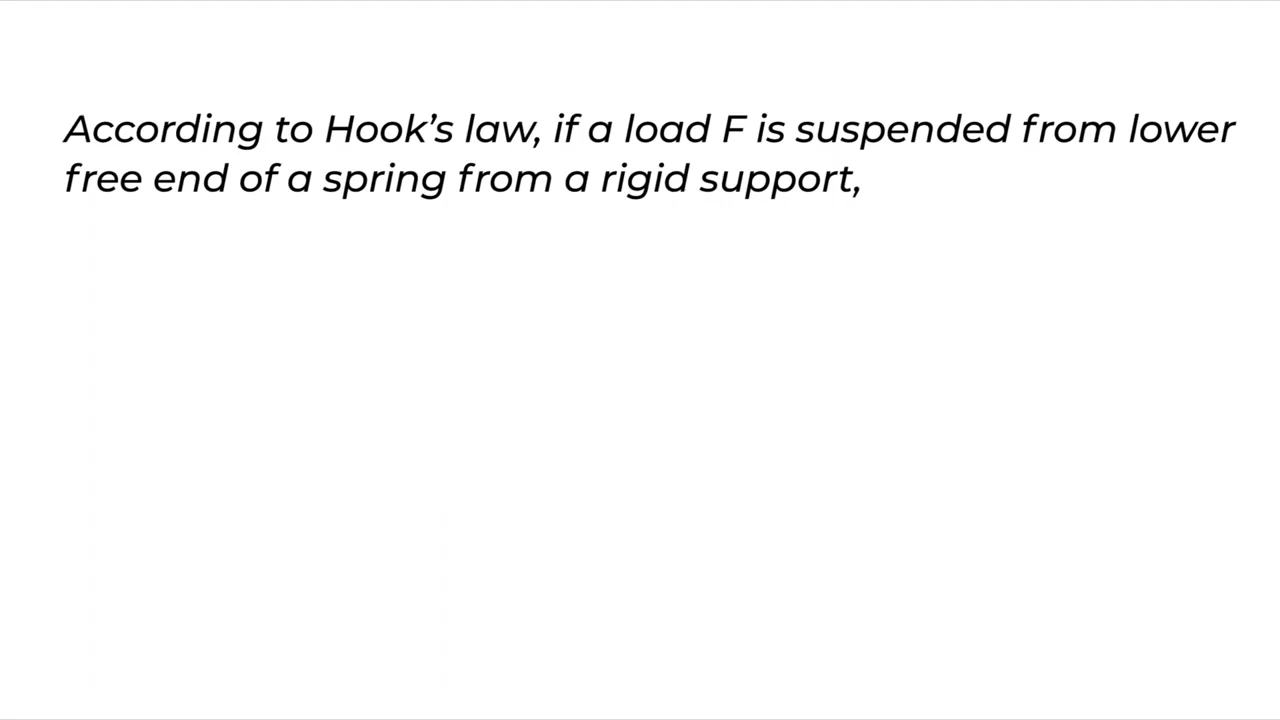 According to Hook’s law, if a load F is suspended from lower
free end of a spring from a rigid support,